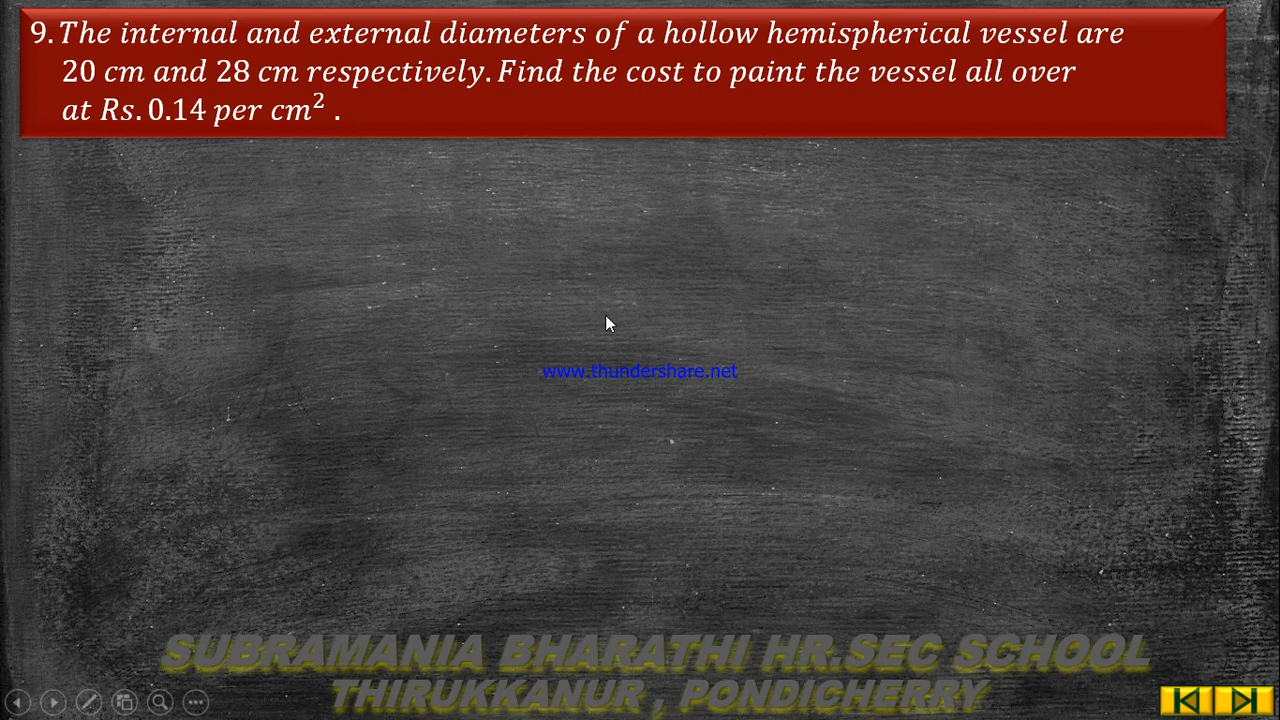 9. The internal and external diameters of a hollow hemispherical vessel are
20 cm and 28 cm respectively. Find the cost to paint the vessel all over
at Rs. 0.14 per cm² .
www.thundershare.net
SUBRAMANIA BHARATHI HR.SEC SCHOOL
THIRUKKANUR , PONDICHERRY